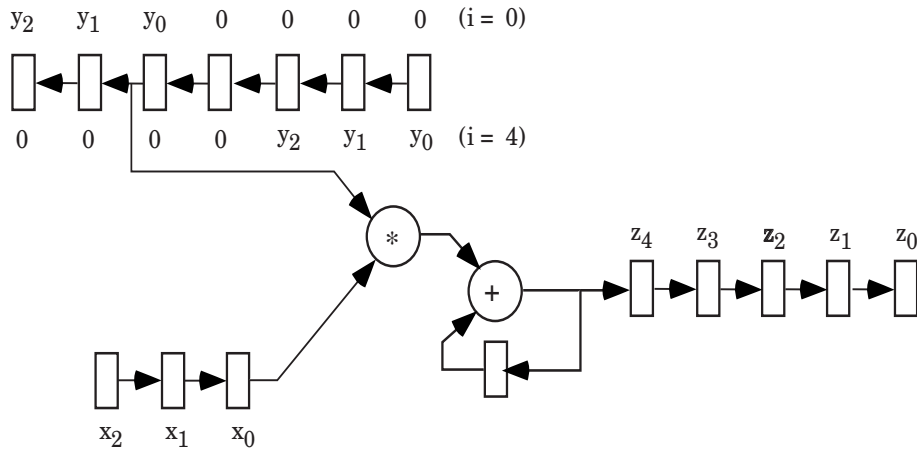 y₂ y₁ y₀ 0 0 0 0 (i = 0)
0 0 0 0 y₂ y₁ y₀ (i = 4)
*
z₄ z₃ z₂ z₁ z₀
+
x₂ x₁ x₀